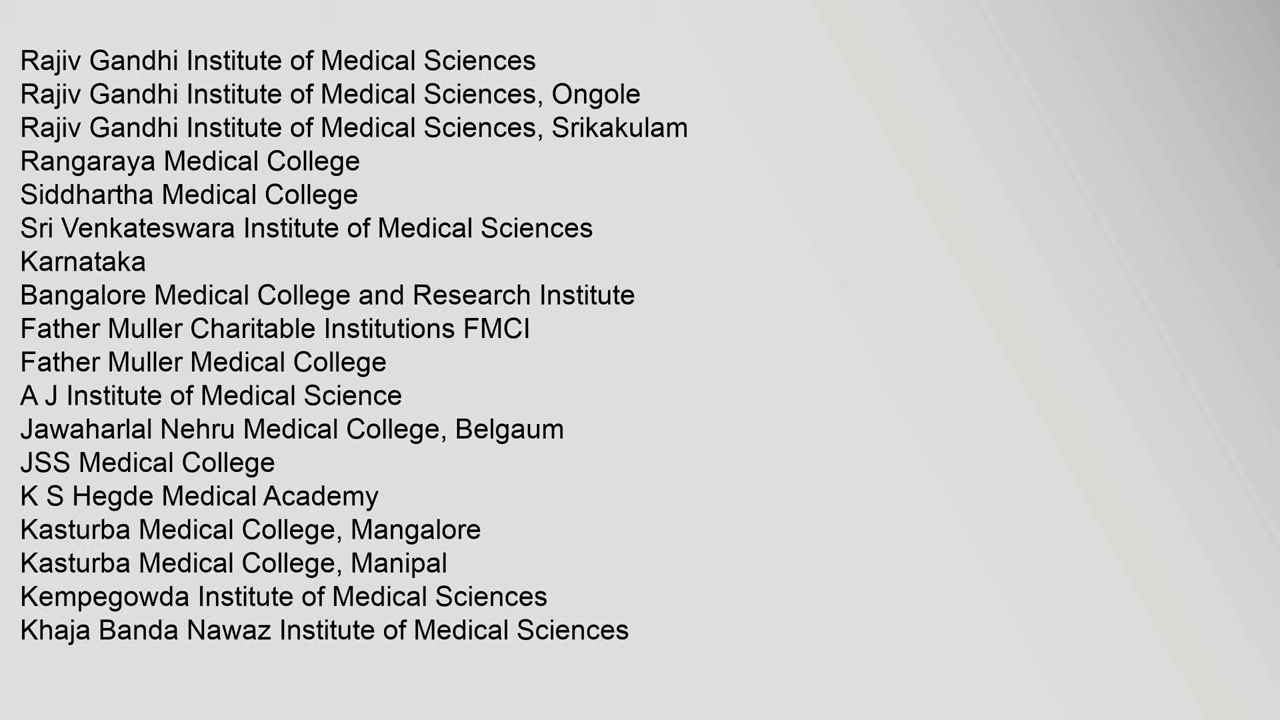 Rajiv Gandhi Institute of Medical Sciences
Rajiv Gandhi Institute of Medical Sciences, Ongole
Rajiv Gandhi Institute of Medical Sciences, Srikakulam
Rangaraya Medical College
Siddhartha Medical College
Sri Venkateswara Institute of Medical Sciences
Karnataka
Bangalore Medical College and Research Institute
Father Muller Charitable Institutions FMCI
Father Muller Medical College
A J Institute of Medical Science
Jawaharlal Nehru Medical College, Belgaum
JSS Medical College
K S Hegde Medical Academy
Kasturba Medical College, Mangalore
Kasturba Medical College, Manipal
Kempegowda Institute of Medical Sciences
Khaja Banda Nawaz Institute of Medical Sciences